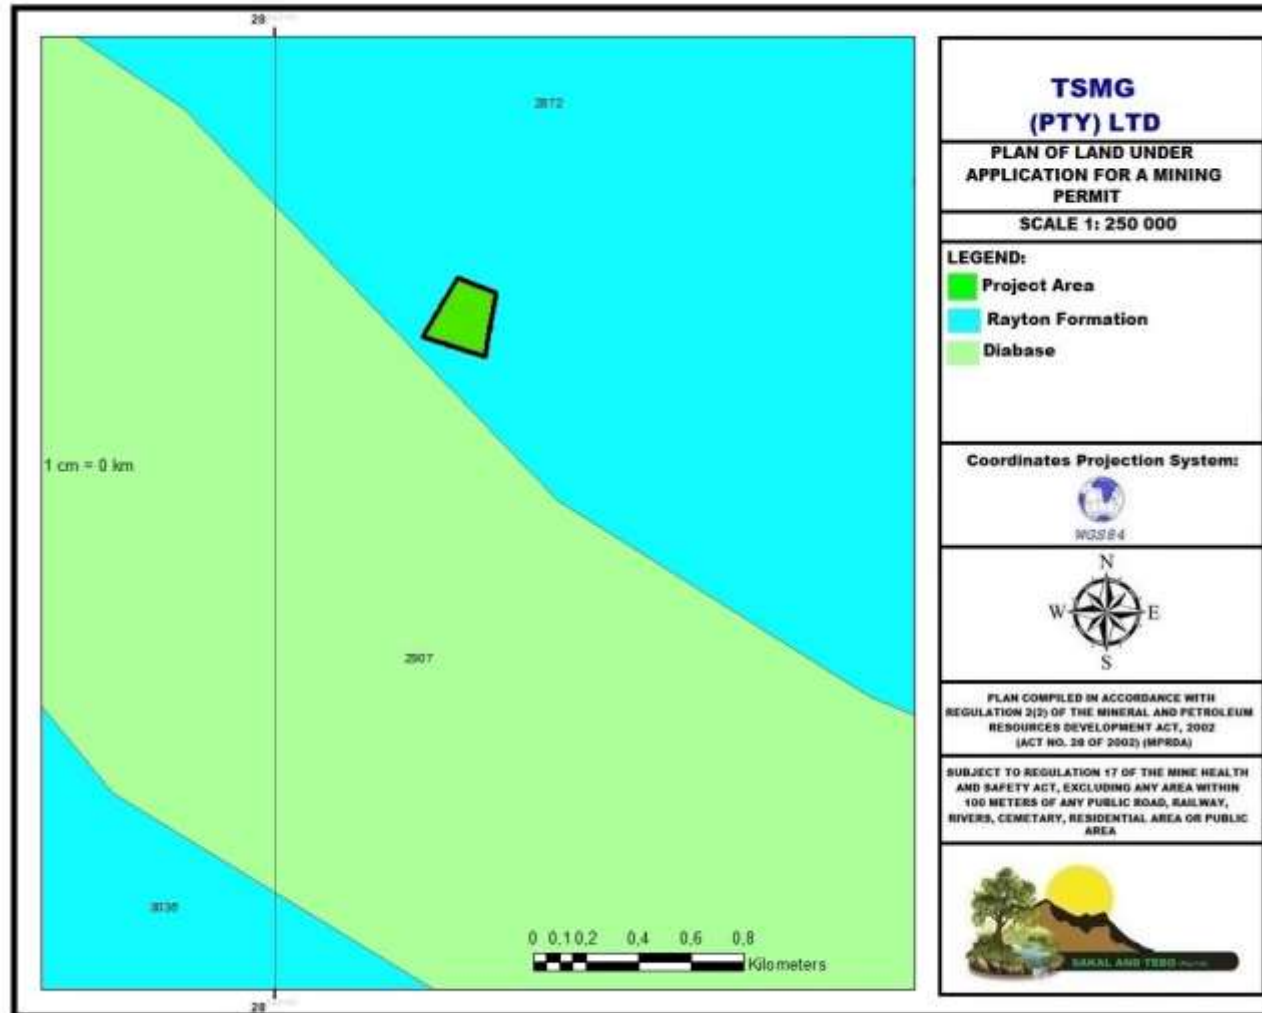 28
2872
1 cm = 0 km
2907
3036
0 0,1 0,2 0,4 0,6 0,8
Kilometers
28
TSMG
(PTY) LTD
PLAN OF LAND UNDER
APPLICATION FOR A MINING
PERMIT
SCALE 1: 250 000
LEGEND:
Project Area
Rayton Formation
Diabase
Coordinates Projection System:
WGS84
N
W E
S
PLAN COMPILED IN ACCORDANCE WITH
REGULATION 2(2) OF THE MINERAL AND PETROLEUM
RESOURCES DEVELOPMENT ACT, 2002
(ACT NO. 28 OF 2002) (MPRDA)
SUBJECT TO REGULATION 17 OF THE MINE HEALTH
AND SAFETY ACT, EXCLUDING ANY AREA WITHIN
100 METERS OF ANY PUBLIC ROAD, RAILWAY,
RIVERS, CEMETARY, RESIDENTIAL AREA OR PUBLIC
AREA
SAKAL AND TEBO